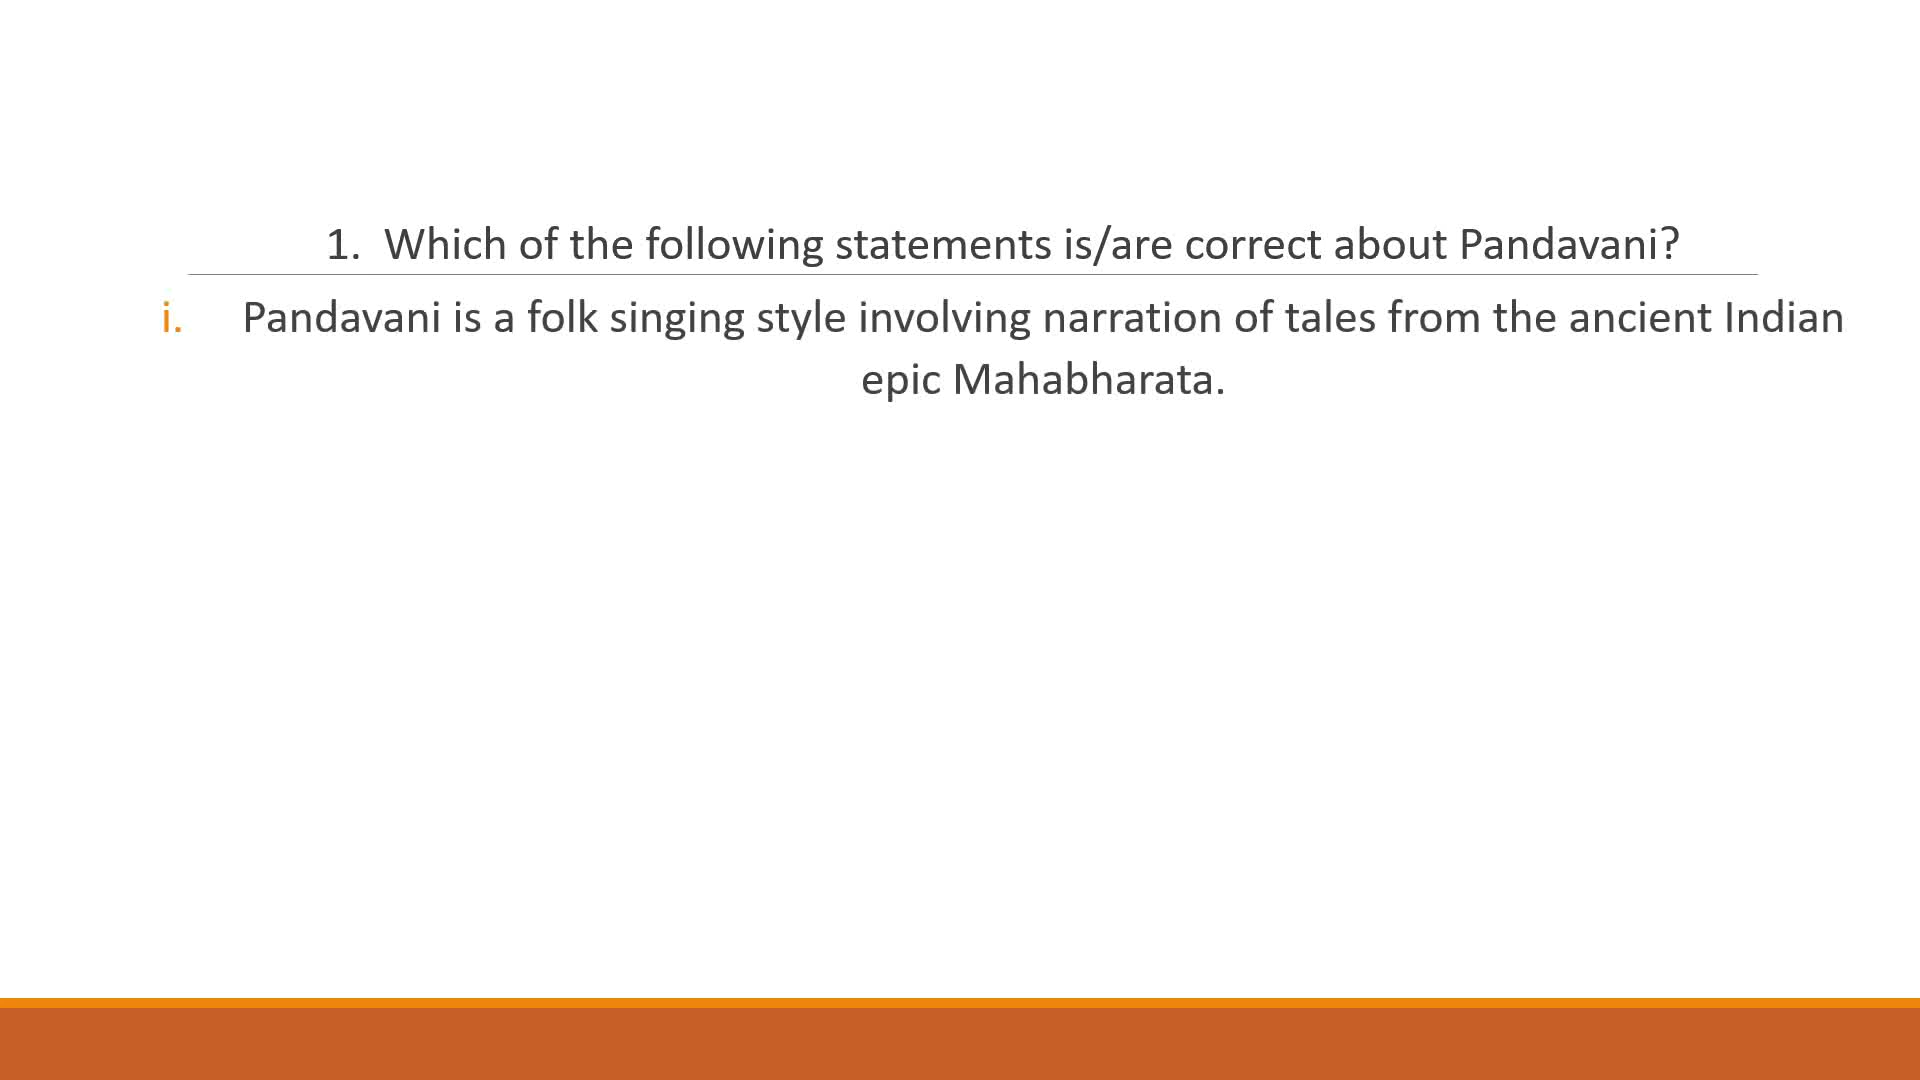 1. Which of the following statements is/are correct about Pandavani?
i. Pandavani is a folk singing style involving narration of tales from the ancient Indian
epic Mahabharata.